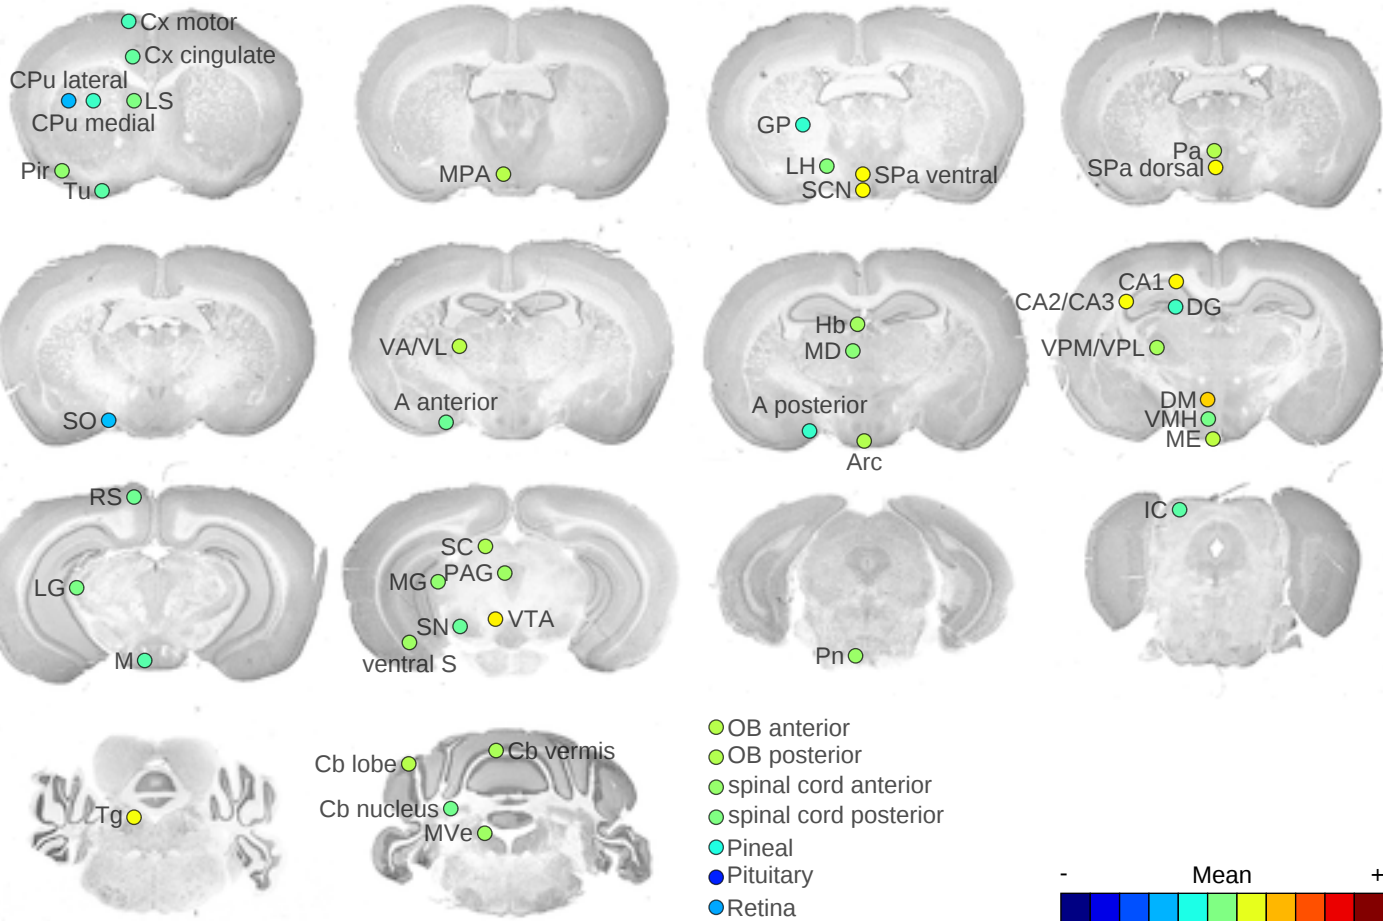 Cx motor
Cx cingulate
CPu lateral
LS
CPu medial
Pir
Tu
MPA
GP
LH
SPa ventral
SCN
Pa
SPa dorsal
SO
VA/VL
A anterior
Hb
MD
A posterior
Arc
CA1
CA2/CA3
DG
VPM/VPL
DM
VMH
ME
RS
LG
M
SC
MG
PAG
SN
VTA
ventral S
Pn
IC
Tg
Cb lobe
Cb vermis
Cb nucleus
MVe
OB anterior
OB posterior
spinal cord anterior
spinal cord posterior
Pineal
Pituitary
Retina
- Mean +